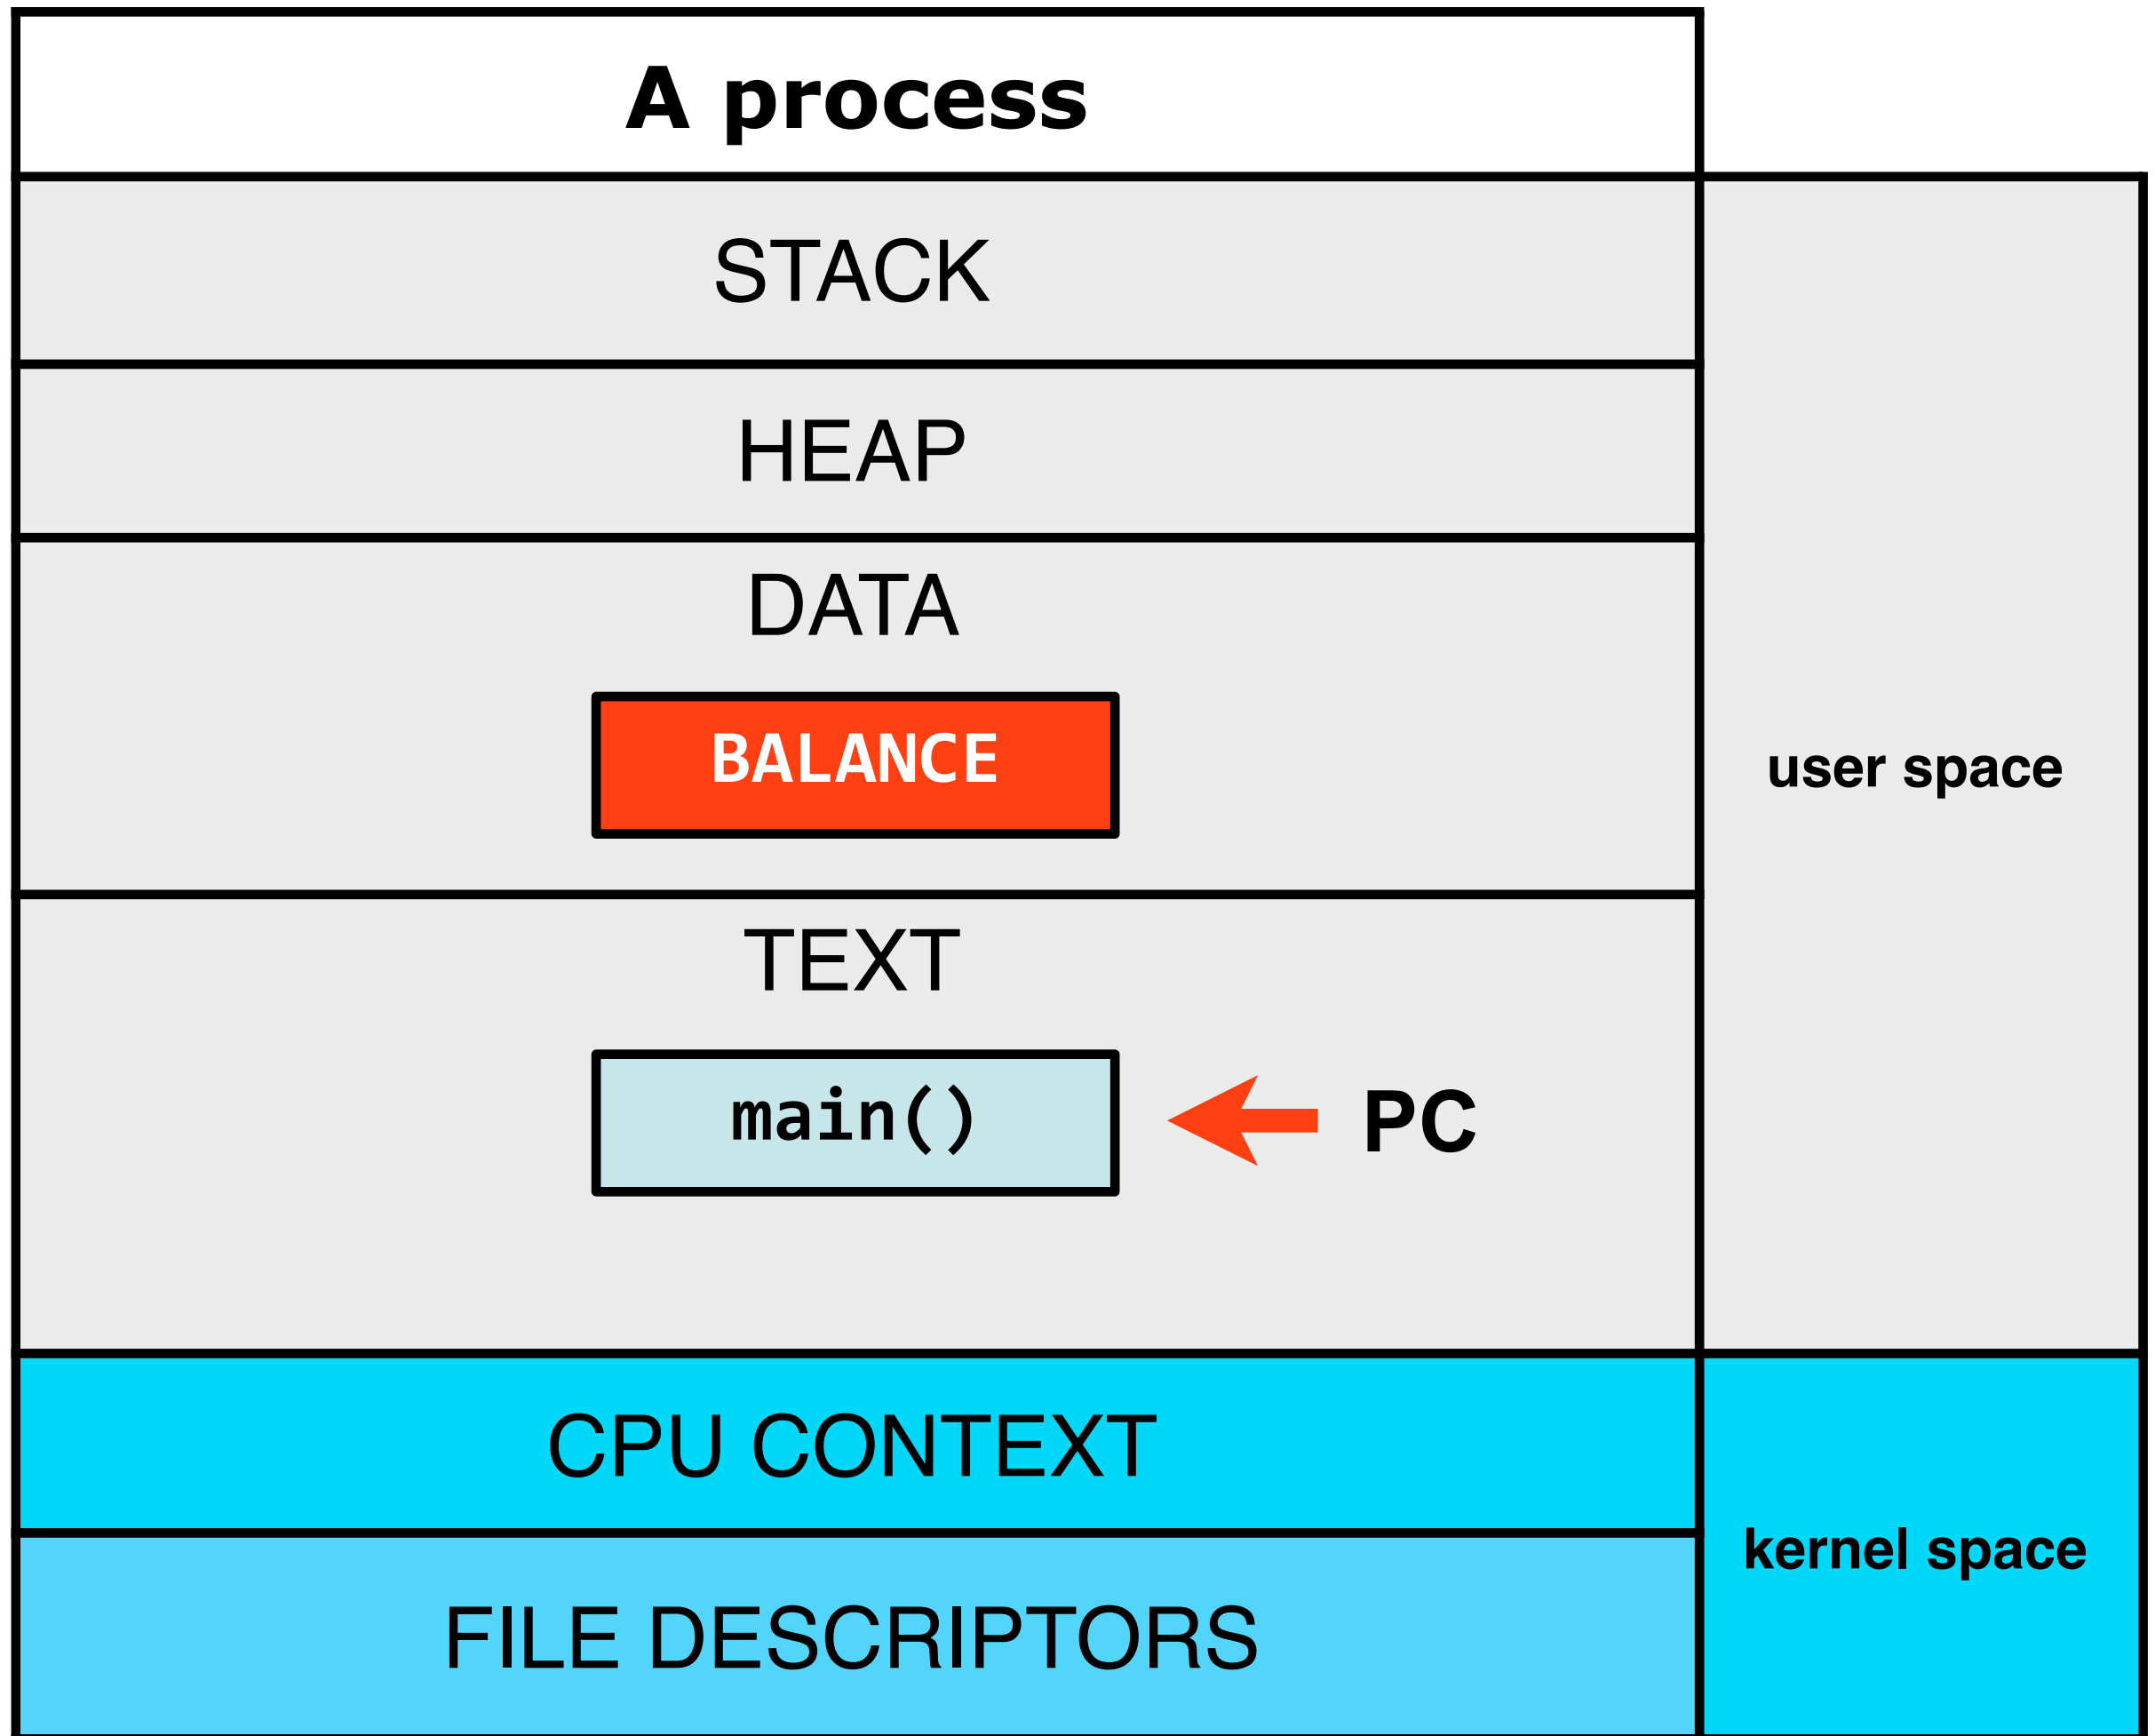 A process
STACK
HEAP
DATA
BALANCE
user space
TEXT
main()
PC
CPU CONTEXT
kernel space
FILE DESCRIPTORS